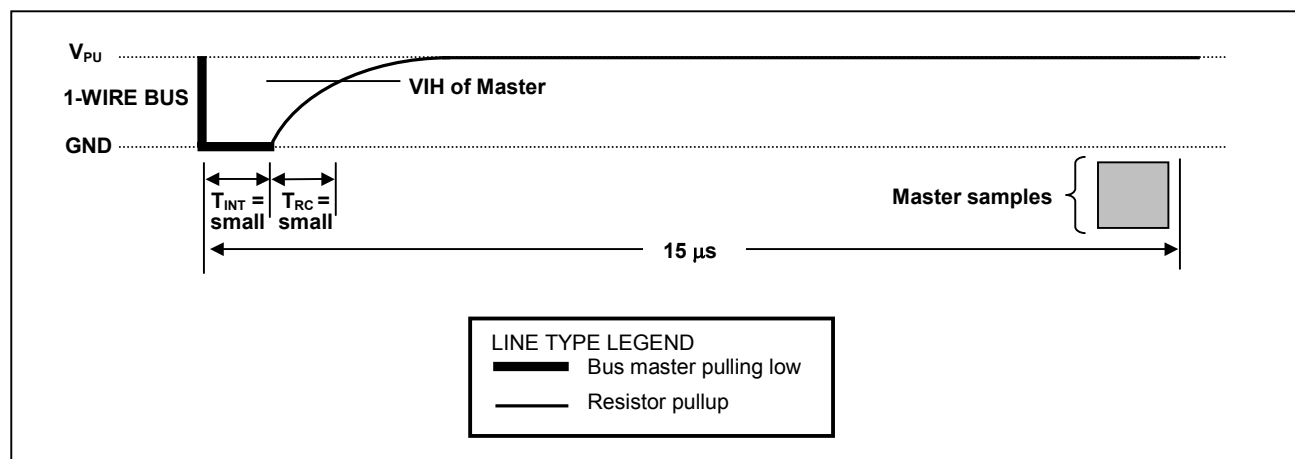 VPU
VIH of Master
1-WIRE BUS
GND
TINT = small
TRC = small
Master samples
15 μs
LINE TYPE LEGEND
Bus master pulling low
Resistor pullup